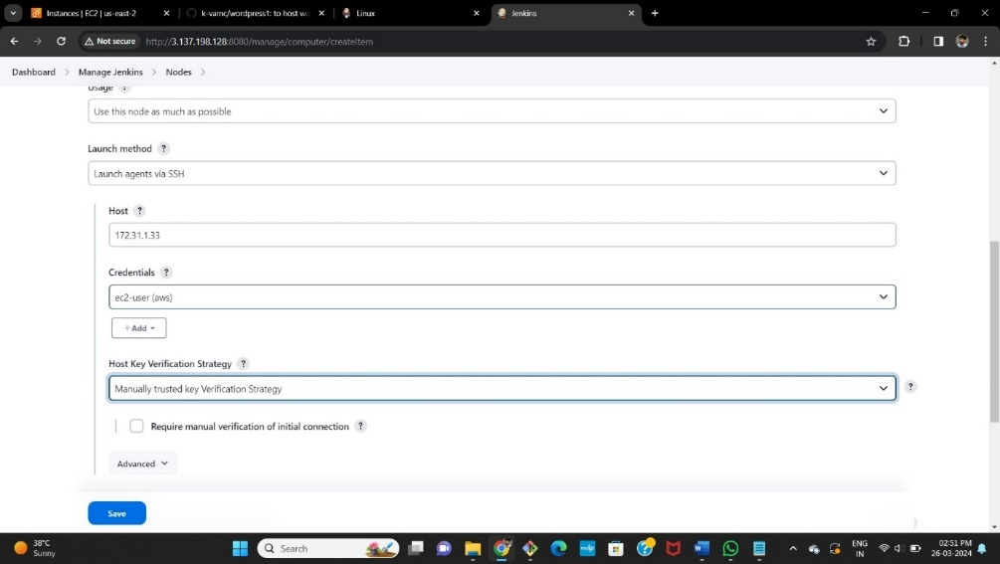 Instances | EC2 | us-east-2
k-vamc/wordpress1: to host wo
Linux
Jenkins
Not secure
http://3.137.198.128:8080/manage/computer/createItem
Dashboard
Manage Jenkins
Nodes
Usage ?
Use this node as much as possible
Launch method ?
Launch agents via SSH
Host ?
172.31.1.33
Credentials ?
ec2-user (aws)
+ Add
Host Key Verification Strategy ?
Manually trusted key Verification Strategy
?
Require manual verification of initial connection ?
Advanced
Save
38°C
Sunny
Search
ENG
IN
02:51 PM
26-03-2024